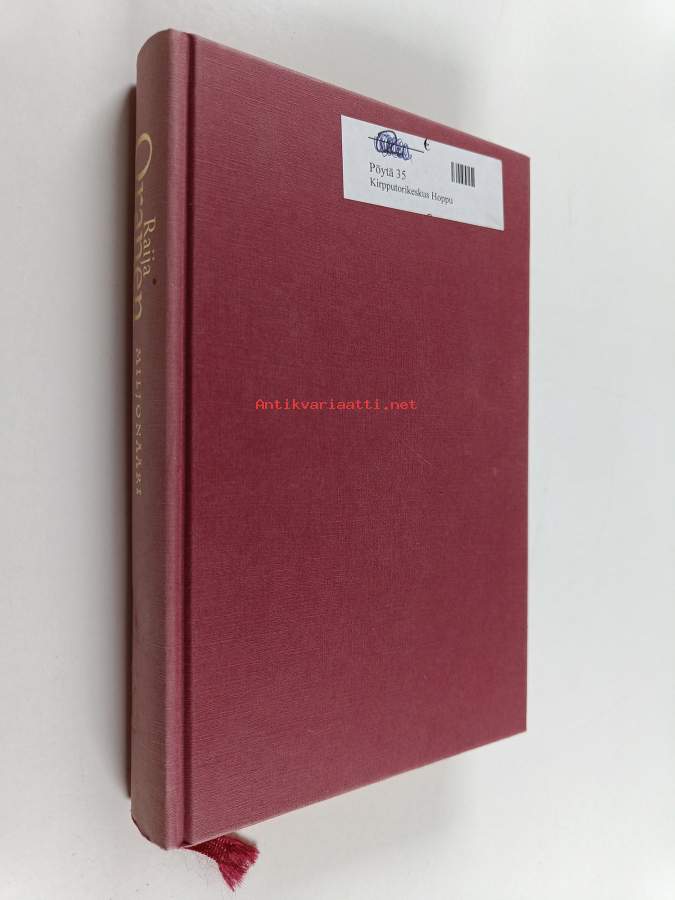 Raija
Oranen
MILJONÄÄRI
€
Pöytä 35
Kirpputorikeskus Hoppu
Antikvariaatti.net